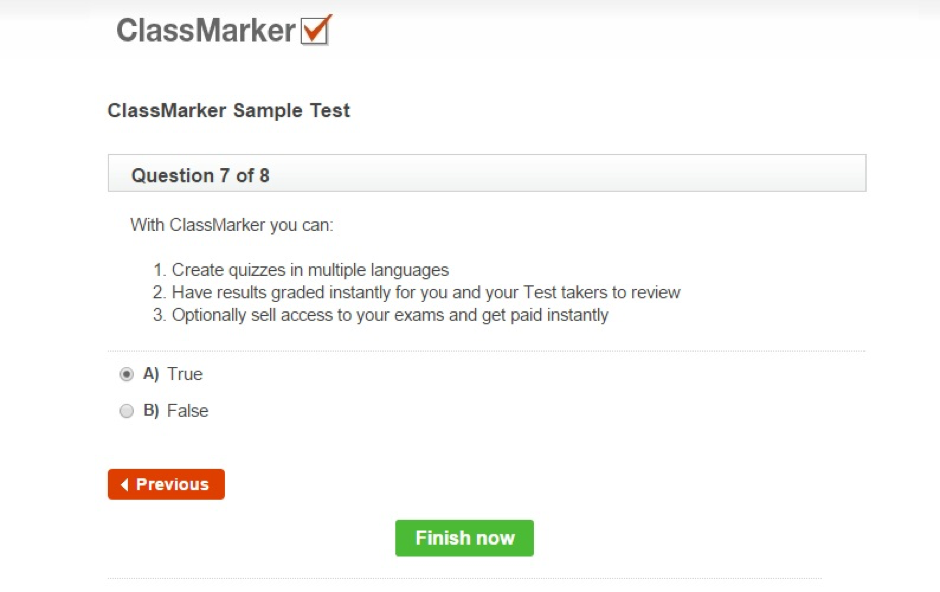 ClassMarker
ClassMarker Sample Test
Question 7 of 8
With ClassMarker you can:
1. Create quizzes in multiple languages
2. Have results graded instantly for you and your Test takers to review
3. Optionally sell access to your exams and get paid instantly
A) True
B) False
Previous
Finish now